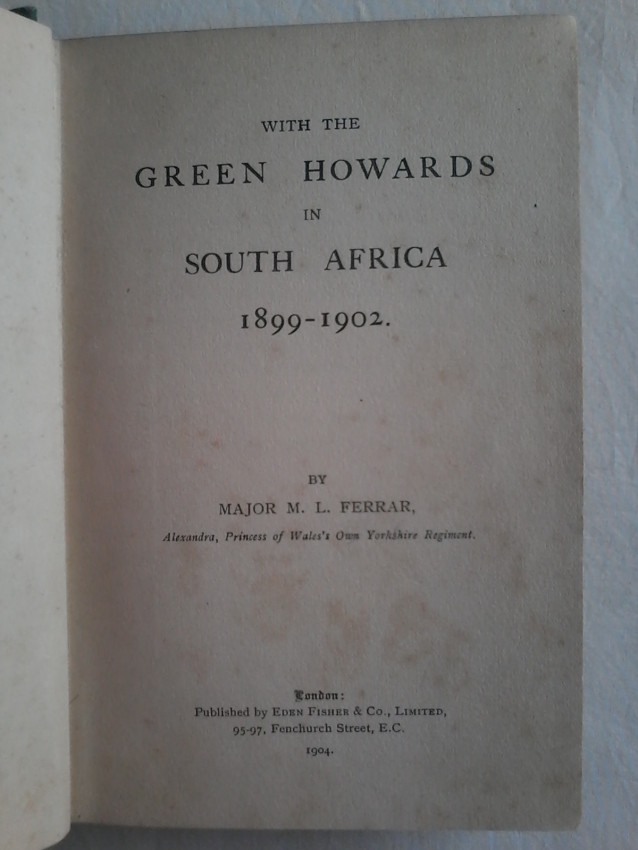 WITH THE
GREEN HOWARDS
IN
SOUTH AFRICA
1899-1902.
BY
MAJOR M. L. FERRAR,
Alexandra, Princess of Wales's Own Yorkshire Regiment.
London:
Published by EDEN FISHER & CO., LIMITED,
95-97, Fenchurch Street, E.C.
1904.